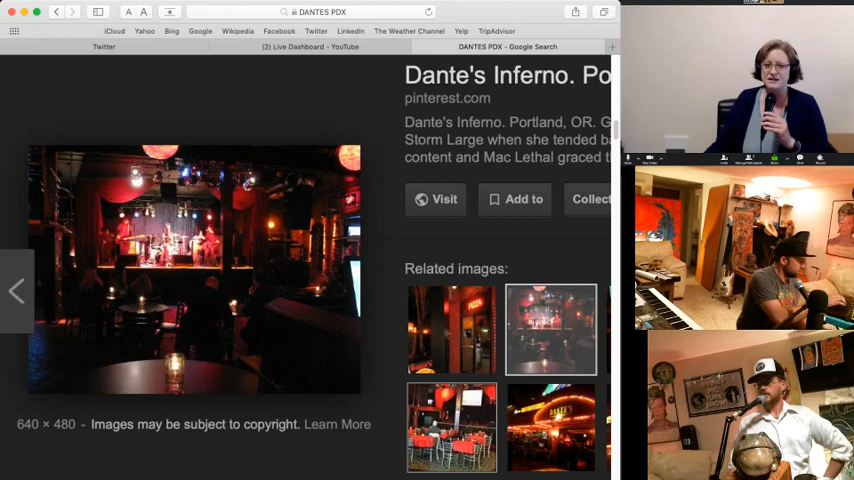 A A
DANTES PDX
iCloud Yahoo Bing Google Wikipedia Facebook Twitter LinkedIn The Weather Channel Yelp TripAdvisor
Twitter (2) Live Dashboard - YouTube DANTES PDX - Google Search
Dante's Inferno. Po
pinterest.com
Dante's Inferno. Portland, OR. G
Storm Large when she tended ba
content and Mac Lethal graced t
Visit Add to Collect
Related images:
DANTE'S
640 × 480 - Images may be subject to copyright. Learn More